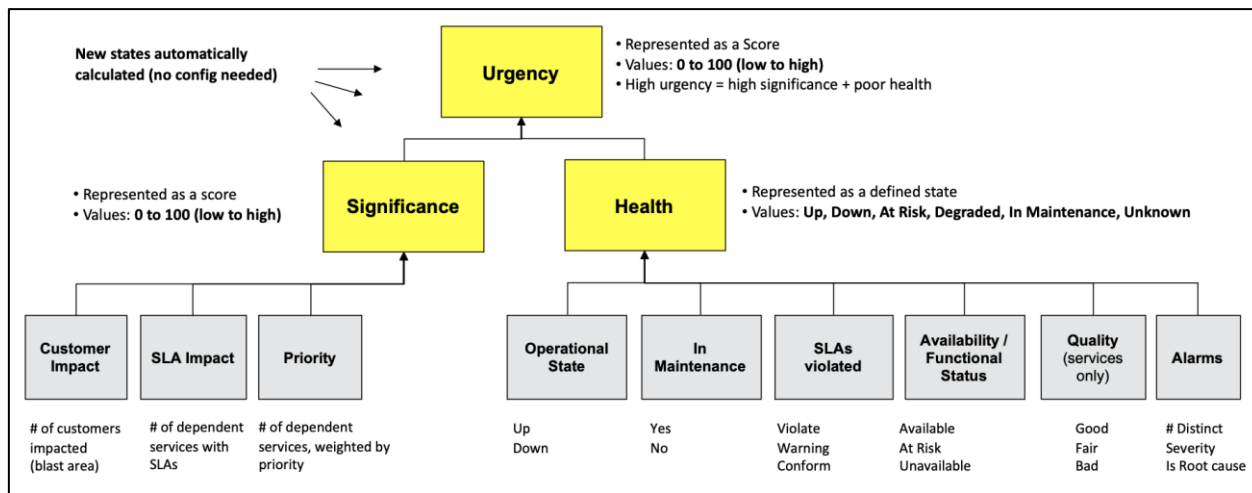 New states automatically
calculated (no config needed)
Urgency
• Represented as a Score
• Values: 0 to 100 (low to high)
• High urgency = high significance + poor health
• Represented as a score
• Values: 0 to 100 (low to high)
Significance
Health
• Represented as a defined state
• Values: Up, Down, At Risk, Degraded, In Maintenance, Unknown
Customer
Impact
SLA Impact
Priority
Operational
State
In
Maintenance
SLAs
violated
Availability /
Functional
Status
Quality
(services
only)
Alarms
# of customers
impacted
(blast area)
# of dependent
services with
SLAs
# of dependent
services, weighted by
priority
Up
Down
Yes
No
Violate
Warning
Conform
Available
At Risk
Unavailable
Good
Fair
Bad
# Distinct
Severity
Is Root cause